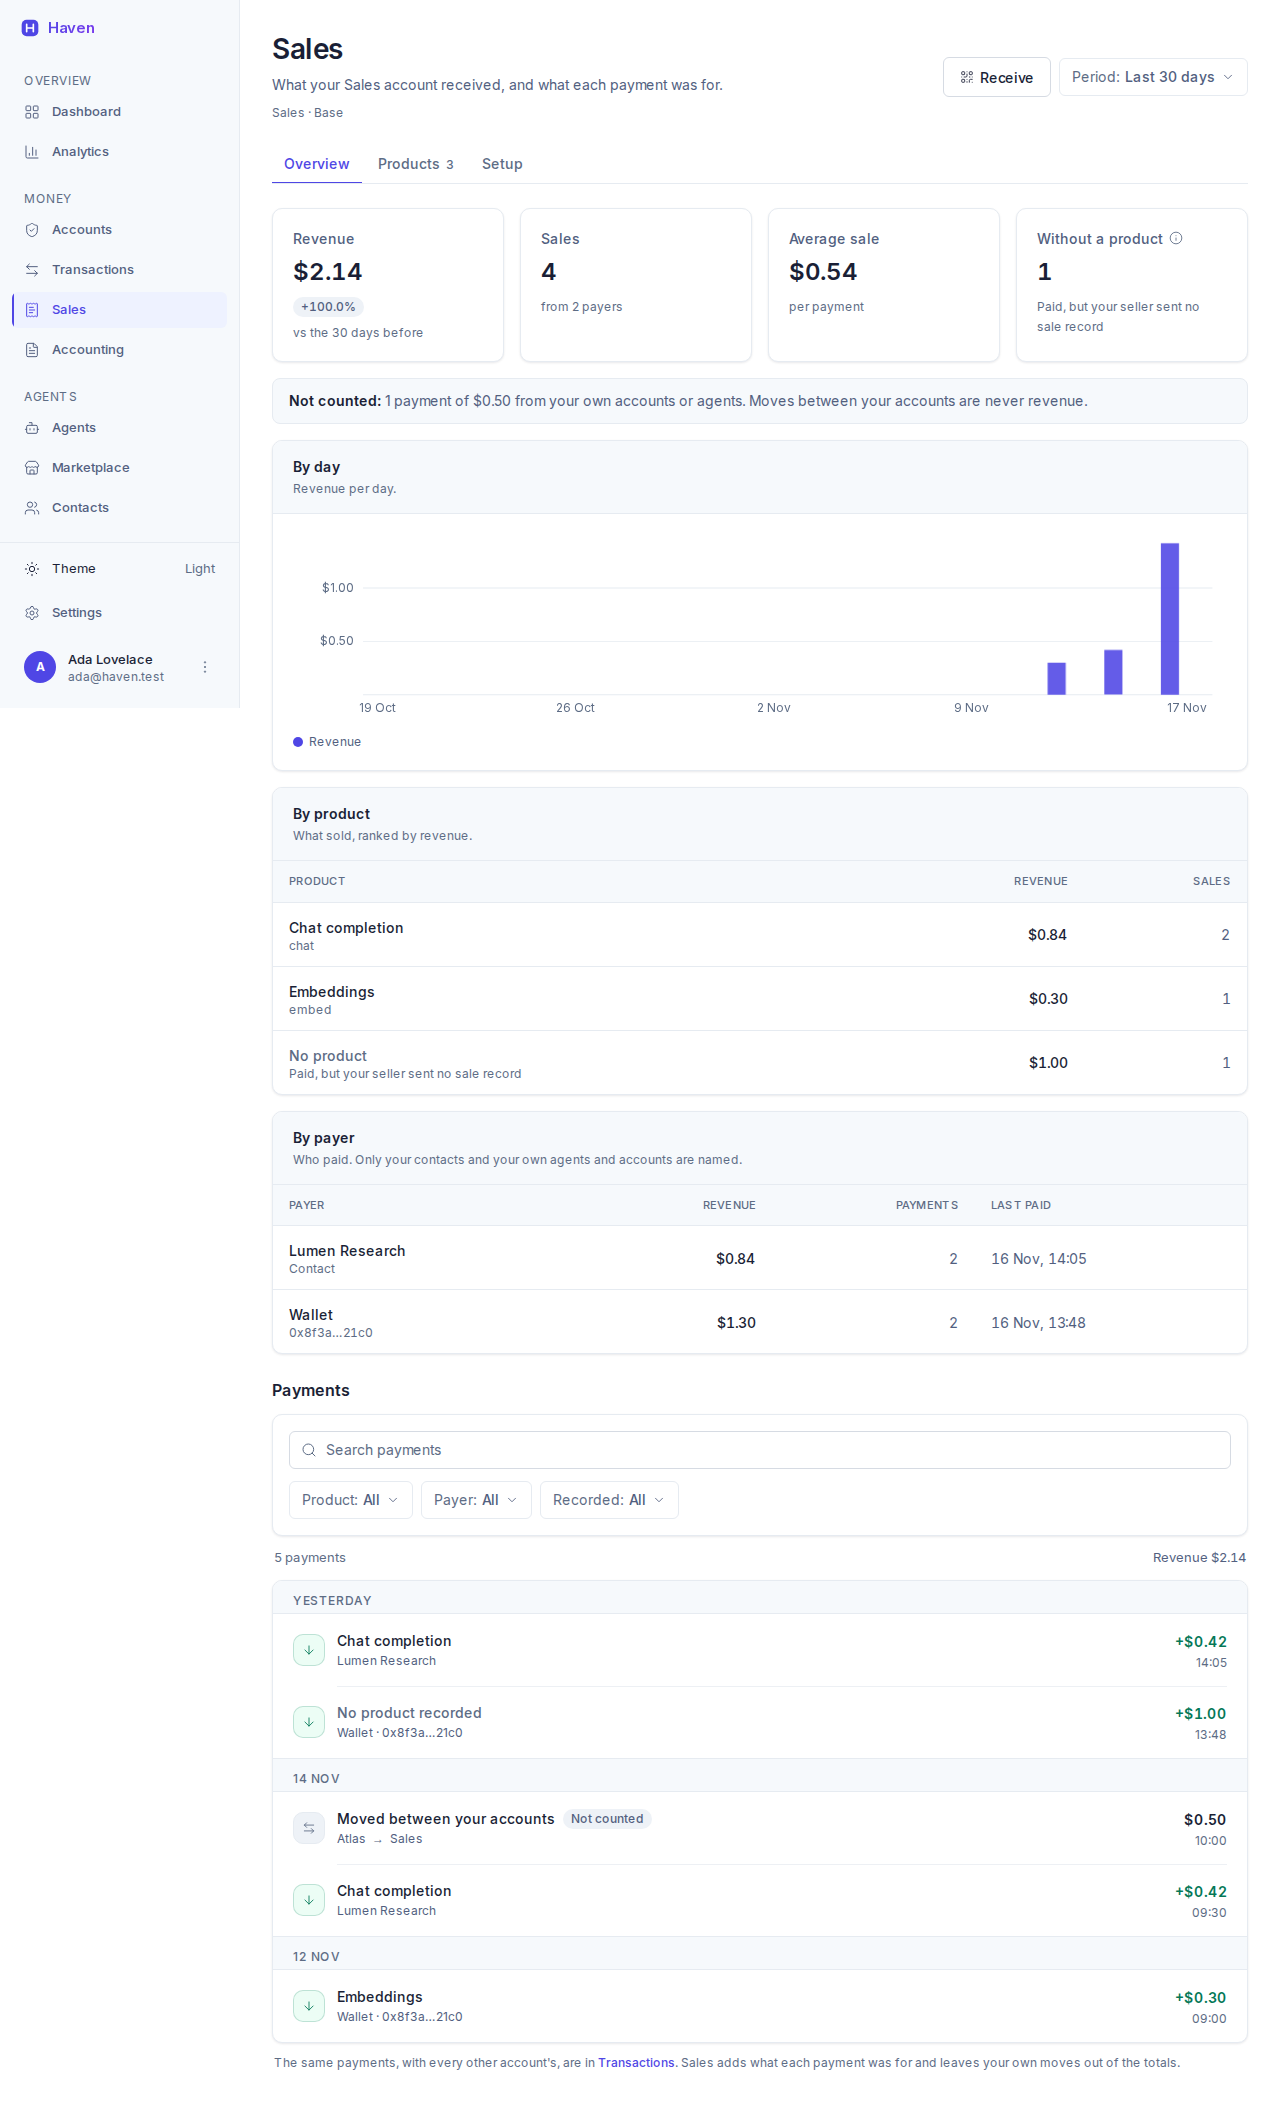 Haven
OVERVIEW
Dashboard
Analytics
MONEY
Accounts
Transactions
Sales
Accounting
AGENTS
Agents
Marketplace
Contacts
Theme Light
Settings
A
Ada Lovelace
ada@haven.test
Sales
What your Sales account received, and what each payment was for.
Sales · Base
Receive
Period: Last 30 days
Overview Products 3 Setup
Revenue
$2.14
+100.0%
vs the 30 days before
Sales
4
from 2 payers
Average sale
$0.54
per payment
Without a product
1
Paid, but your seller sent no
sale record
Not counted: 1 payment of $0.50 from your own accounts or agents. Moves between your accounts are never revenue.
By day
Revenue per day.
$1.00
$0.50
19 Oct 26 Oct 2 Nov 9 Nov 17 Nov
Revenue
By product
What sold, ranked by revenue.
PRODUCT REVENUE SALES
Chat completion $0.84 2
chat
Embeddings $0.30 1
embed
No product $1.00 1
Paid, but your seller sent no sale record
By payer
Who paid. Only your contacts and your own agents and accounts are named.
PAYER REVENUE PAYMENTS LAST PAID
Lumen Research $0.84 2 16 Nov, 14:05
Contact
Wallet $1.30 2 16 Nov, 13:48
0x8f3a…21c0
Payments
Search payments
Product: All Payer: All Recorded: All
5 payments Revenue $2.14
YESTERDAY
Chat completion +$0.42
Lumen Research 14:05
No product recorded +$1.00
Wallet · 0x8f3a…21c0 13:48
14 NOV
Moved between your accounts Not counted $0.50
Atlas → Sales 10:00
Chat completion +$0.42
Lumen Research 09:30
12 NOV
Embeddings +$0.30
Wallet · 0x8f3a…21c0 09:00
The same payments, with every other account's, are in Transactions. Sales adds what each payment was for and leaves your own moves out of the totals.